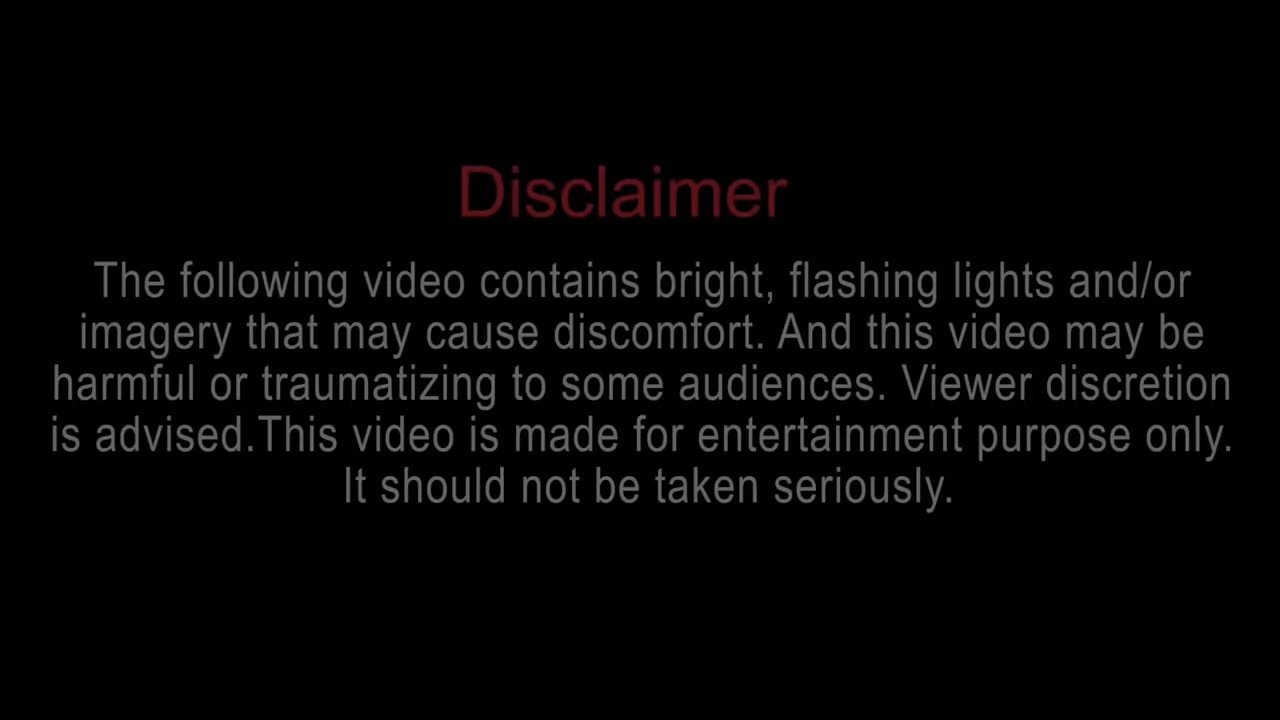 Disclaimer
The following video contains bright, flashing lights and/or
imagery that may cause discomfort. And this video may be
harmful or traumatizing to some audiences. Viewer discretion
is advised.This video is made for entertainment purpose only.
It should not be taken seriously.